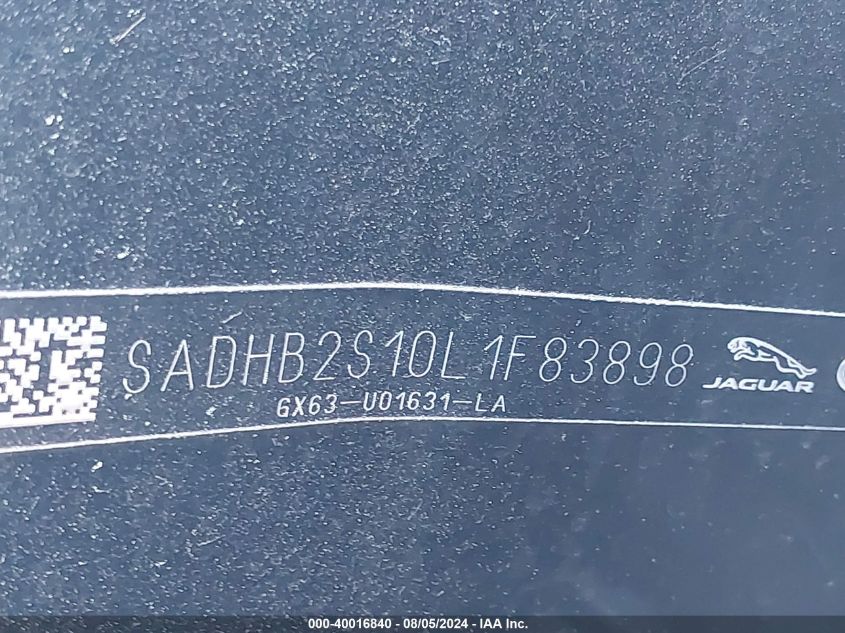 SADHB2S10L1F83898
JAGUAR
GX63-U01631-LA
000-40016840 - 08/05/2024 - IAA Inc.